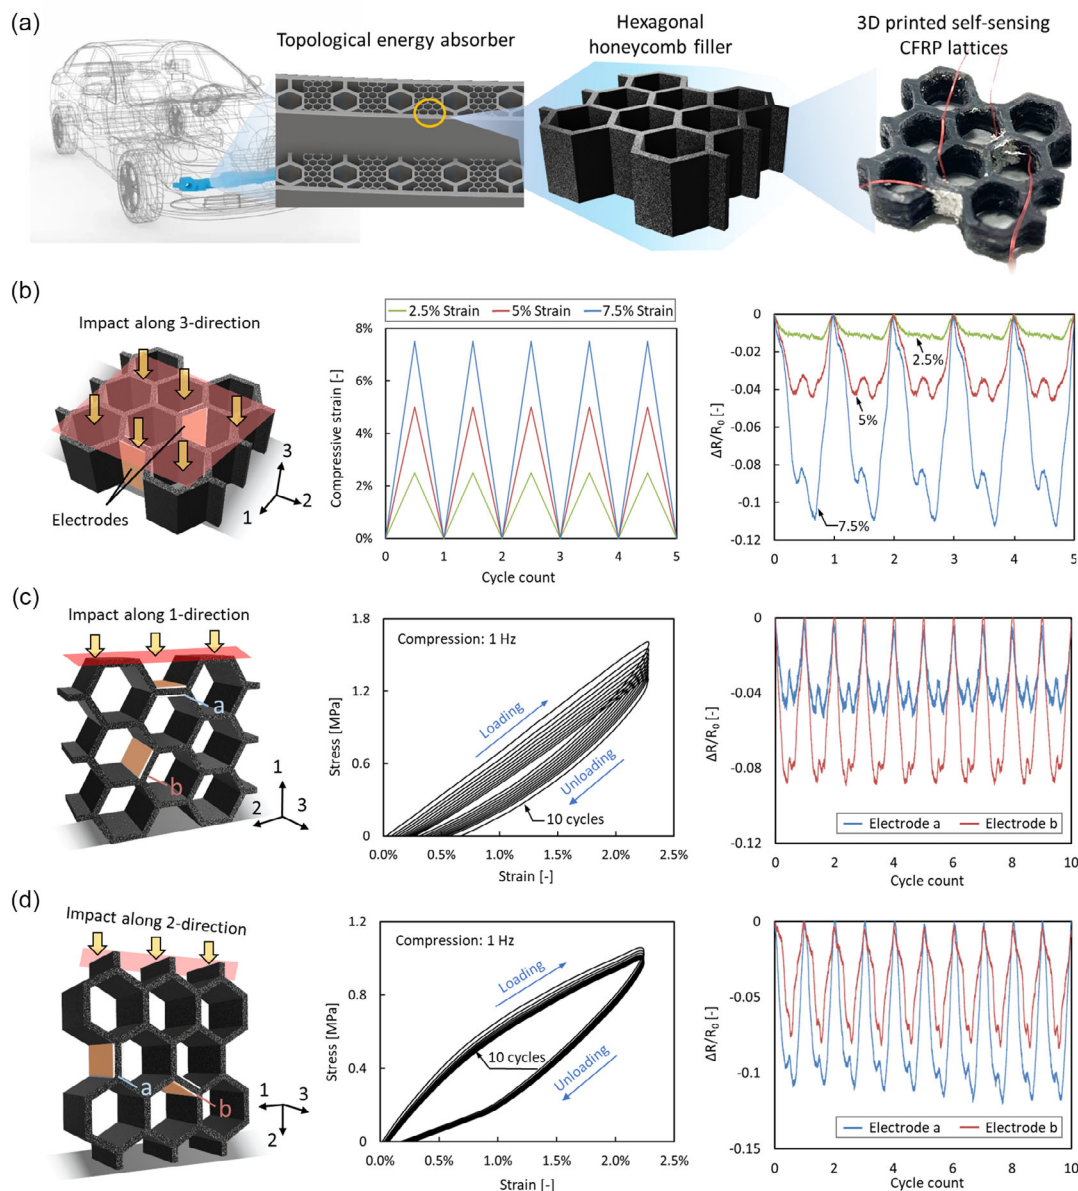 (a)
Topological energy absorber
Hexagonal
honeycomb filler
3D printed self-sensing
CFRP lattices
(b)
Impact along 3-direction
Electrodes
3
2
1
2.5% Strain 5% Strain 7.5% Strain
Compressive strain [-]
8%
6%
4%
2%
0%
0 1 2 3 4 5
Cycle count
ΔR/R0 [-]
0
-0.02
-0.04
-0.06
-0.08
-0.1
-0.12
2.5%
5%
7.5%
0 1 2 3 4 5
Cycle count
(c)
Impact along 1-direction
a
b
1
2
3
Compression: 1 Hz
Stress [MPa]
1.8
1.2
0.6
0
Loading
Unloading
10 cycles
0.0% 0.5% 1.0% 1.5% 2.0% 2.5%
Strain [-]
ΔR/R0 [-]
0
-0.04
-0.08
-0.12
Electrode a Electrode b
0 2 4 6 8 10
Cycle count
(d)
Impact along 2-direction
a
b
1
3
2
Compression: 1 Hz
Stress [MPa]
1.2
0.8
0.4
0
Loading
10 cycles
Unloading
0.0% 0.5% 1.0% 1.5% 2.0% 2.5%
Strain [-]
ΔR/R0 [-]
0
-0.05
-0.1
-0.15
Electrode a Electrode b
0 2 4 6 8 10
Cycle count